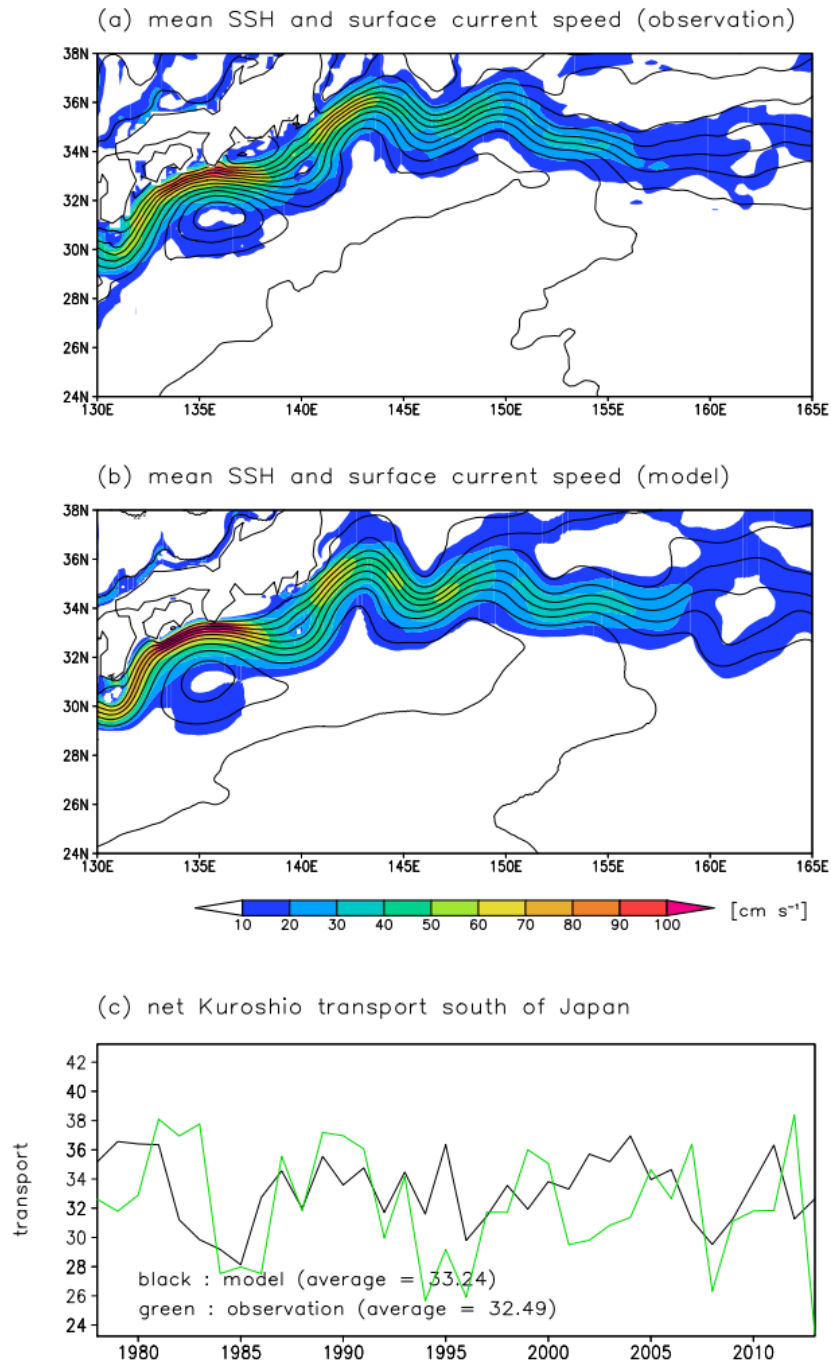 (a) mean SSH and surface current speed (observation)
38N
36N
34N
32N
30N
28N
26N
24N
130E 135E 140E 145E 150E 155E 160E 165E
(b) mean SSH and surface current speed (model)
38N
36N
34N
32N
30N
28N
26N
24N
130E 135E 140E 145E 150E 155E 160E 165E
10 20 30 40 50 60 70 80 90 100 [cm s⁻¹]
(c) net Kuroshio transport south of Japan
transport
42
40
38
36
34
32
30
28
26
24
black : model (average = 33.24)
green : observation (average = 32.49)
1980 1985 1990 1995 2000 2005 2010